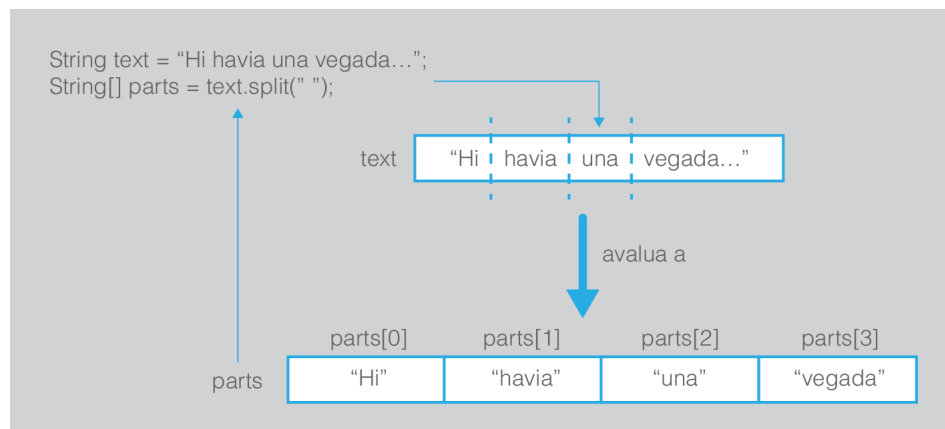 String text = “Hi havia una vegada…”;
String[] parts = text.split(” ”);
text “Hi havia una vegada…”
avalua a
parts[0] parts[1] parts[2] parts[3]
parts “Hi” “havia” “una” “vegada”